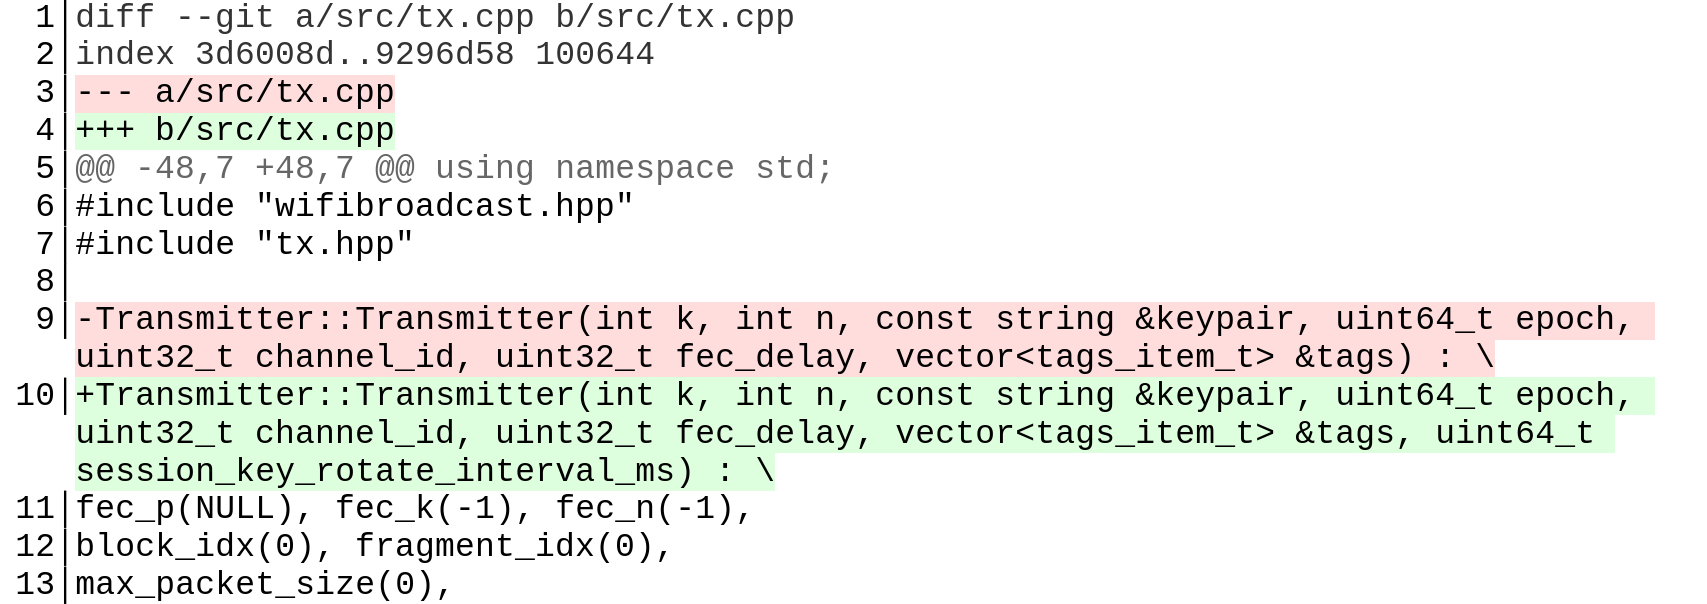 1 diff --git a/src/tx.cpp b/src/tx.cpp
2 index 3d6008d..9296d58 100644
3 --- a/src/tx.cpp
4 +++ b/src/tx.cpp
5 @@ -48,7 +48,7 @@ using namespace std;
6 #include "wifibroadcast.hpp"
7 #include "tx.hpp"
8
9 -Transmitter::Transmitter(int k, int n, const string &keypair, uint64_t epoch,
uint32_t channel_id, uint32_t fec_delay, vector<tags_item_t> &tags) : \
10 +Transmitter::Transmitter(int k, int n, const string &keypair, uint64_t epoch,
uint32_t channel_id, uint32_t fec_delay, vector<tags_item_t> &tags, uint64_t
session_key_rotate_interval_ms) : \
11 fec_p(NULL), fec_k(-1), fec_n(-1),
12 block_idx(0), fragment_idx(0),
13 max_packet_size(0),